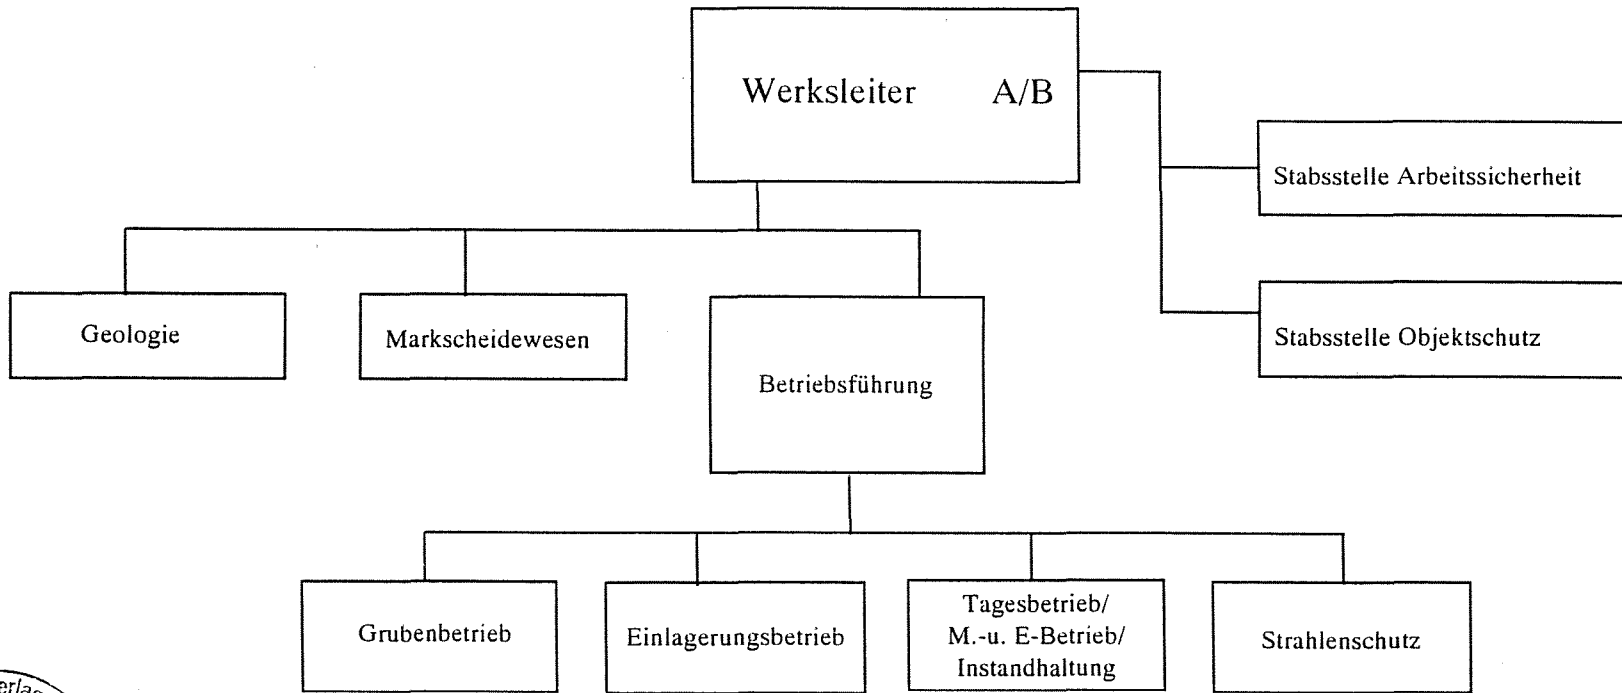 Werksleiter A/B
Stabsstelle Arbeitssicherheit
Stabsstelle Objektschutz
Geologie
Markscheidewesen
Betriebsführung
Grubenbetrieb
Einlagerungsbetrieb
Tagesbetrieb/
M.-u. E-Betrieb/
Instandhaltung
Strahlenschutz